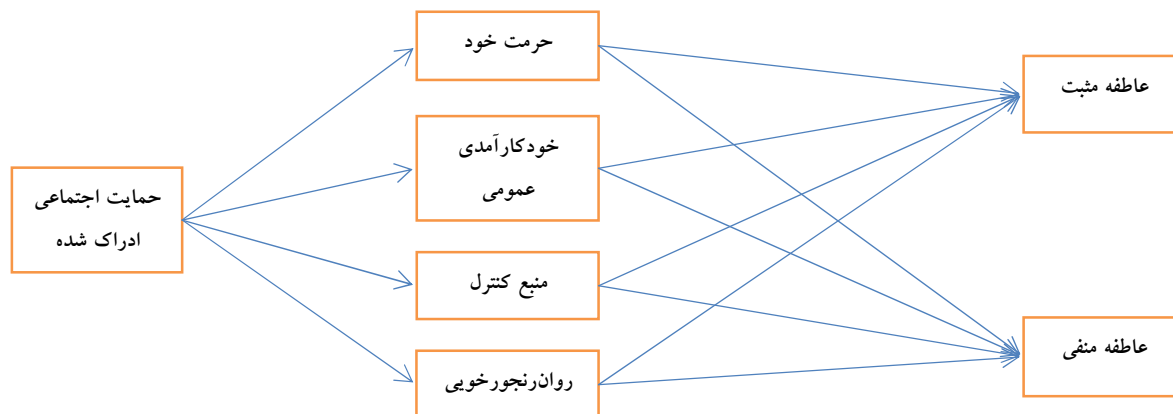 حرمت خود
عاطفه مثبت
خودکارآمدی
عمومی
حمایت اجتماعی
ادراک شده
منبع کنترل
عاطفه منفی
روان‌رنجورخویی